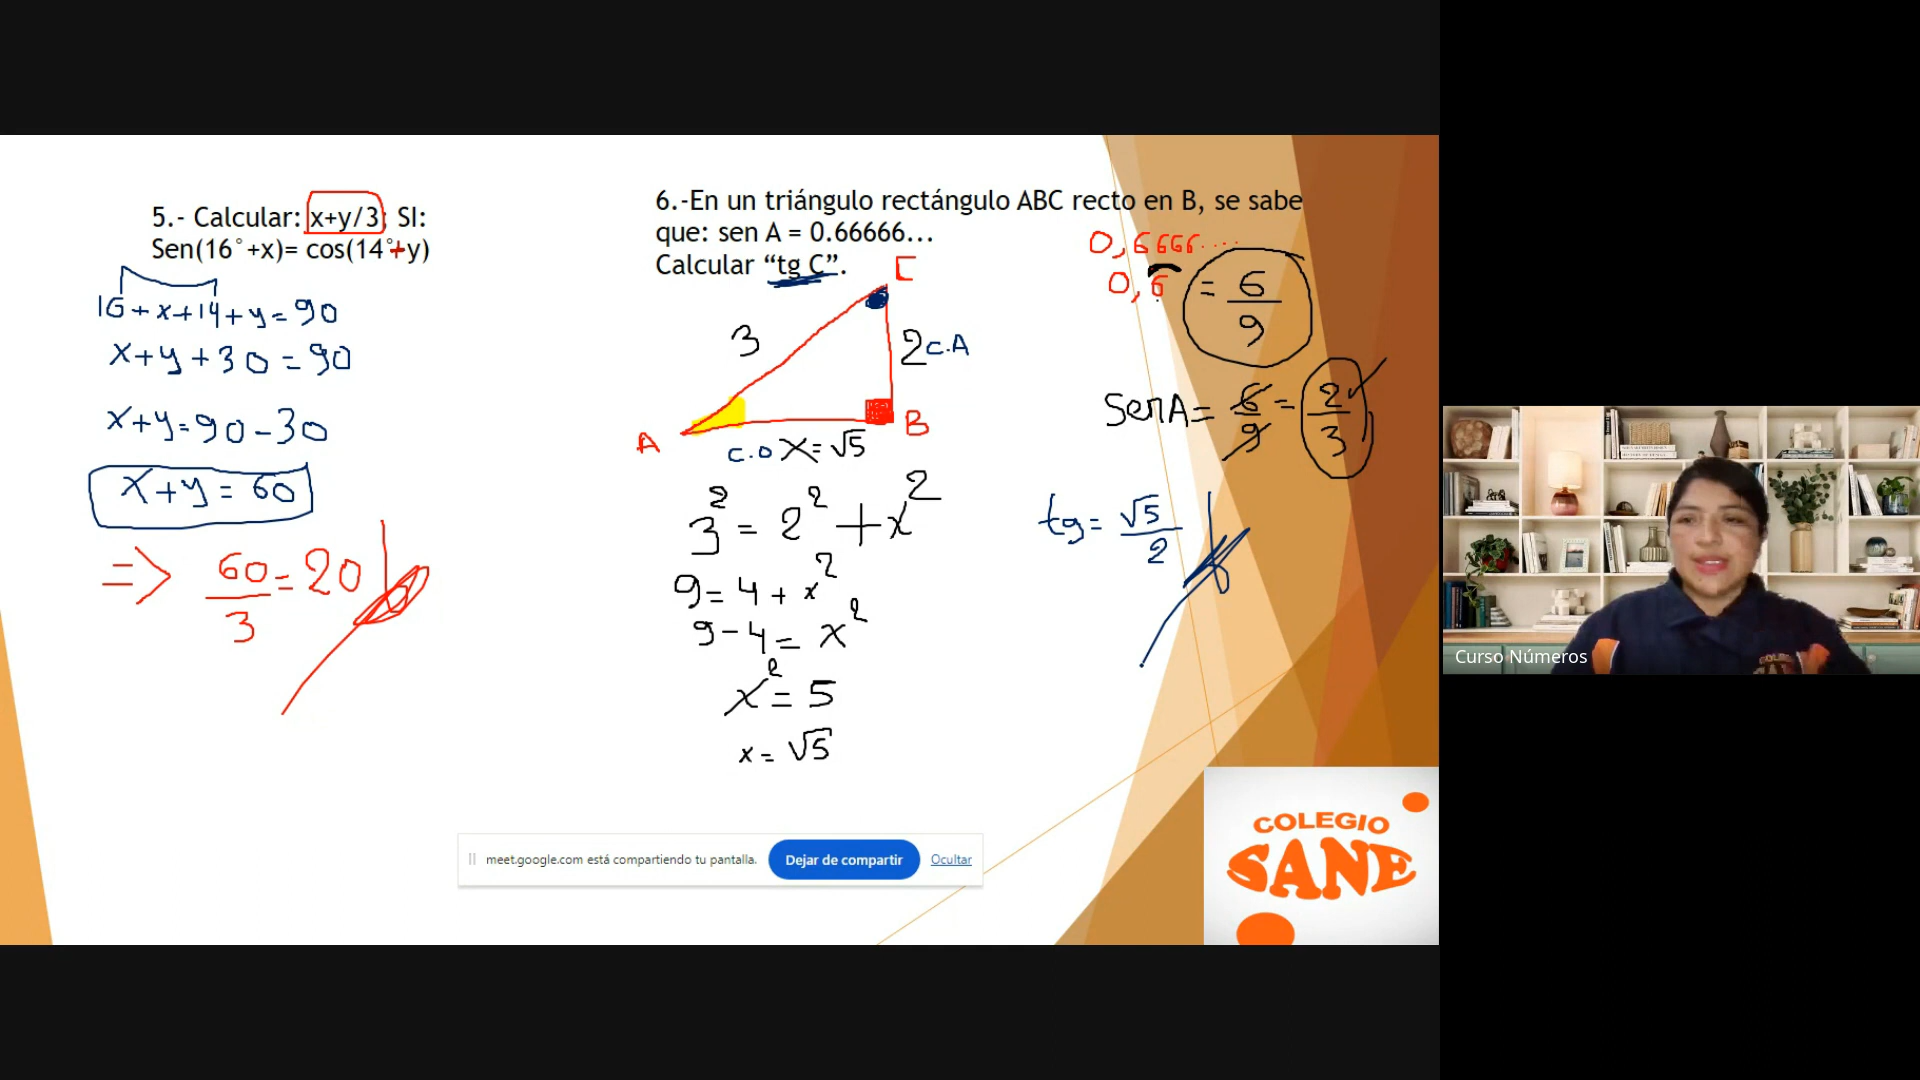 5.- Calcular: x+y/3; SI:
Sen(16°+x)= cos(14°+y)
16+x+14+y=90
x+y+30=90
x+y=90-30
x+y=60
=> 60/3=20
6.-En un triángulo rectángulo ABC recto en B, se sabe
que: sen A = 0.66666...
Calcular “tg C”.
C
3
2 C.A
A
B
C.O x=√5
3²=2²+x²
9=4+x²
9-4=x²
x²=5
x=√5
0,6666....
0,6 = 6/9
Sen A = 6/9 = 2/3
tg = √5/2
meet.google.com está compartiendo tu pantalla.
Dejar de compartir
Ocultar
COLEGIO
SANE
Curso Números